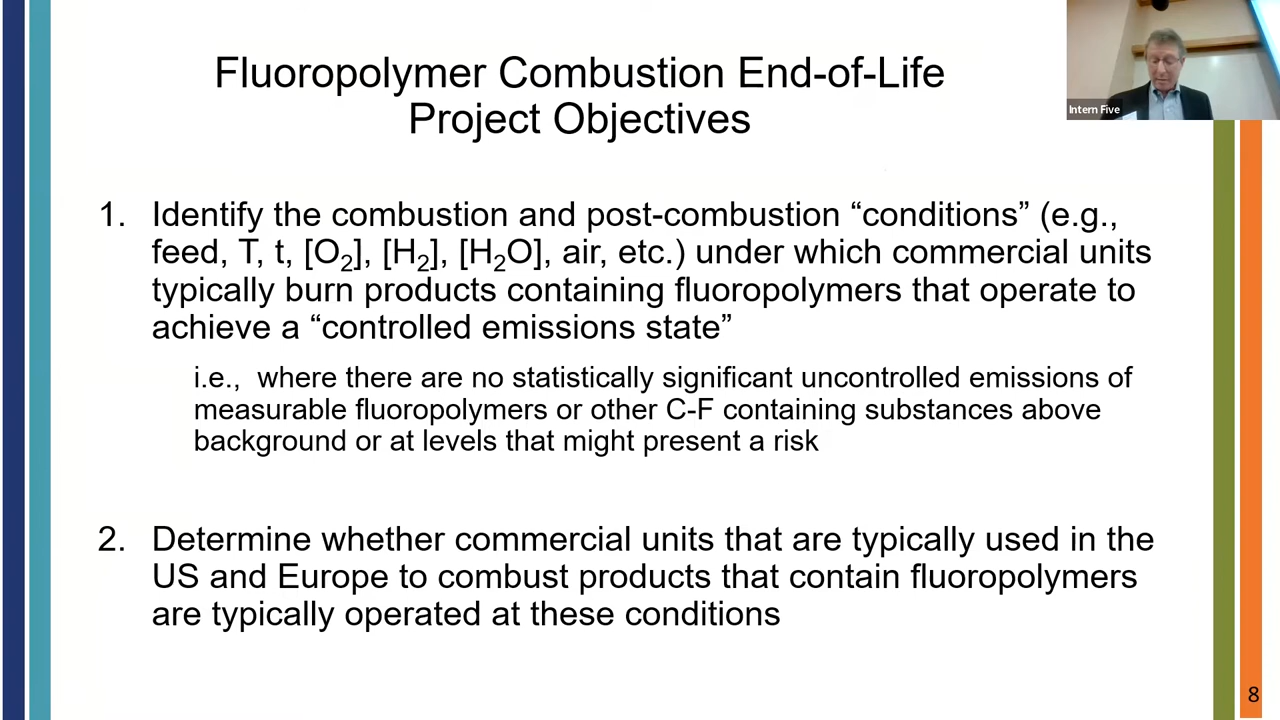 Fluoropolymer Combustion End-of-Life
Project Objectives
Intern Five
1. Identify the combustion and post-combustion “conditions” (e.g.,
feed, T, t, [O₂], [H₂], [H₂O], air, etc.) under which commercial units
typically burn products containing fluoropolymers that operate to
achieve a “controlled emissions state”
i.e., where there are no statistically significant uncontrolled emissions of
measurable fluoropolymers or other C-F containing substances above
background or at levels that might present a risk
2. Determine whether commercial units that are typically used in the
US and Europe to combust products that contain fluoropolymers
are typically operated at these conditions
8